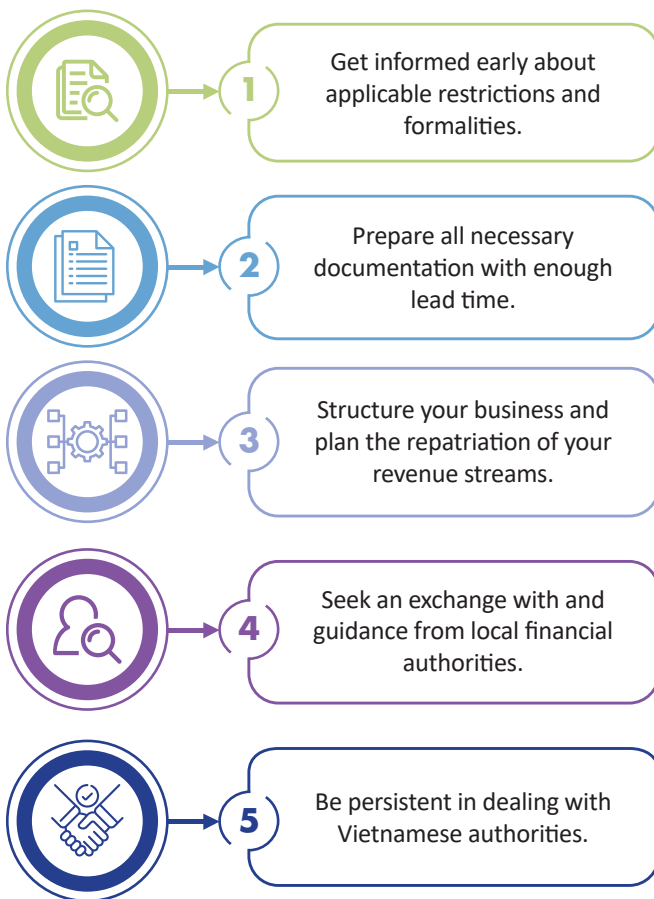 1
Get informed early about
applicable restrictions and
formalities.
2
Prepare all necessary
documentation with enough
lead time.
3
Structure your business and
plan the repatriation of your
revenue streams.
4
Seek an exchange with and
guidance from local financial
authorities.
5
Be persistent in dealing with
Vietnamese authorities.